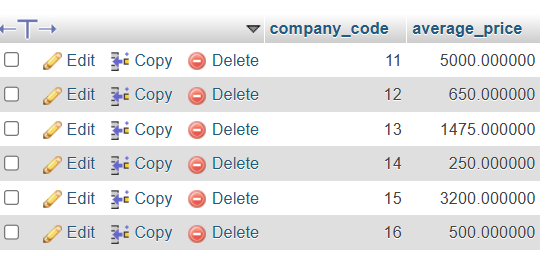 company_code average_price
Edit Copy Delete 11 5000.000000
Edit Copy Delete 12 650.000000
Edit Copy Delete 13 1475.000000
Edit Copy Delete 14 250.000000
Edit Copy Delete 15 3200.000000
Edit Copy Delete 16 500.000000